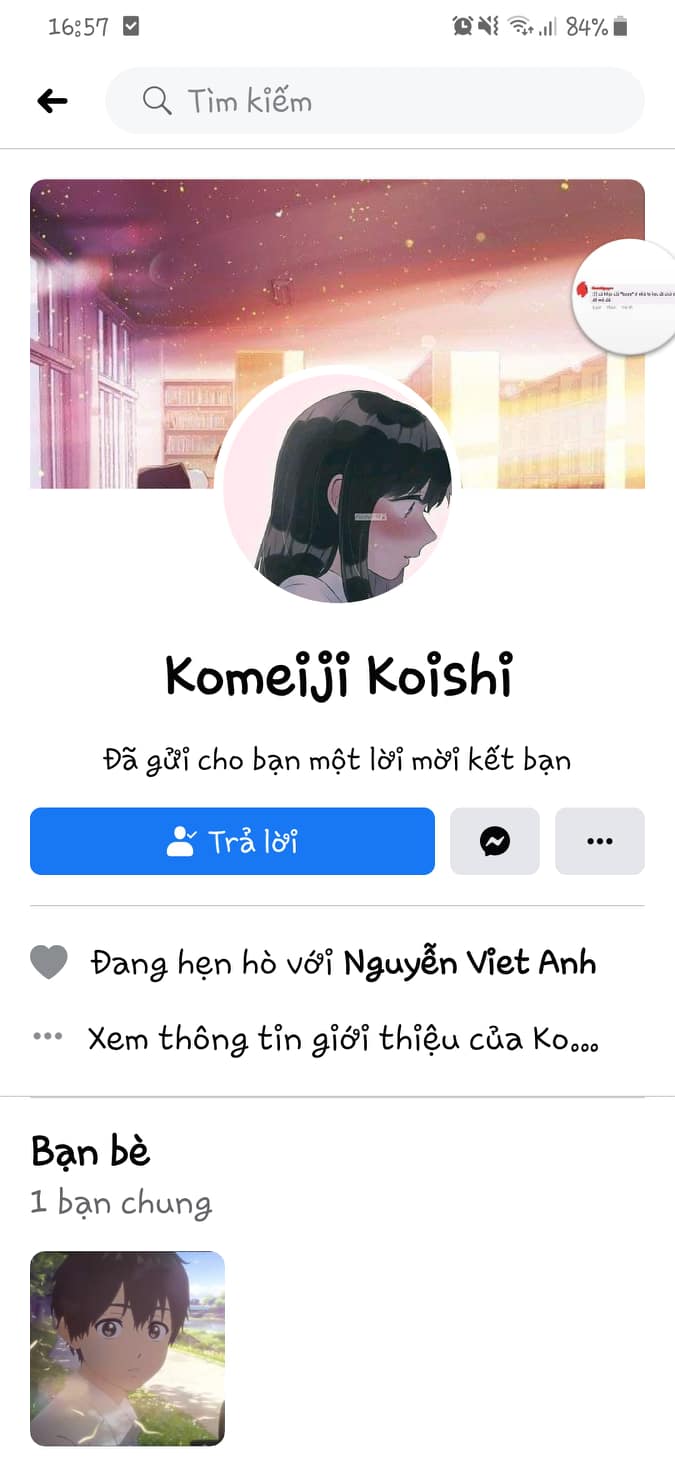 16:57
84%
Tìm kiếm
Komeiji Koishi
Đã gửi cho bạn một lời mời kết bạn
Trả lời
Đang hẹn hò với Nguyễn Viet Anh
Xem thông tin giới thiệu của Ko...
Bạn bè
1 bạn chung